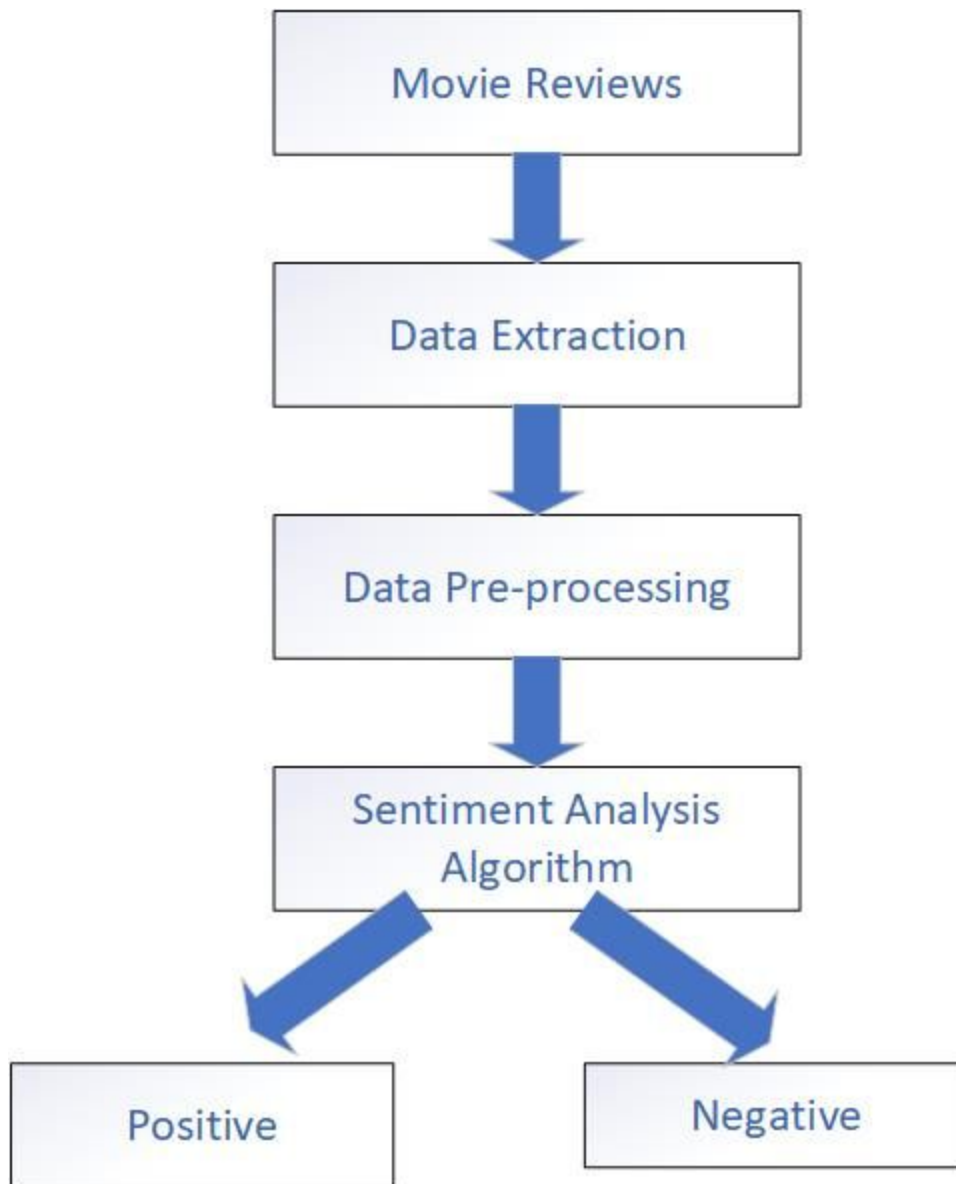 Movie Reviews
Data Extraction
Data Pre-processing
Sentiment Analysis
Algorithm
Positive
Negative